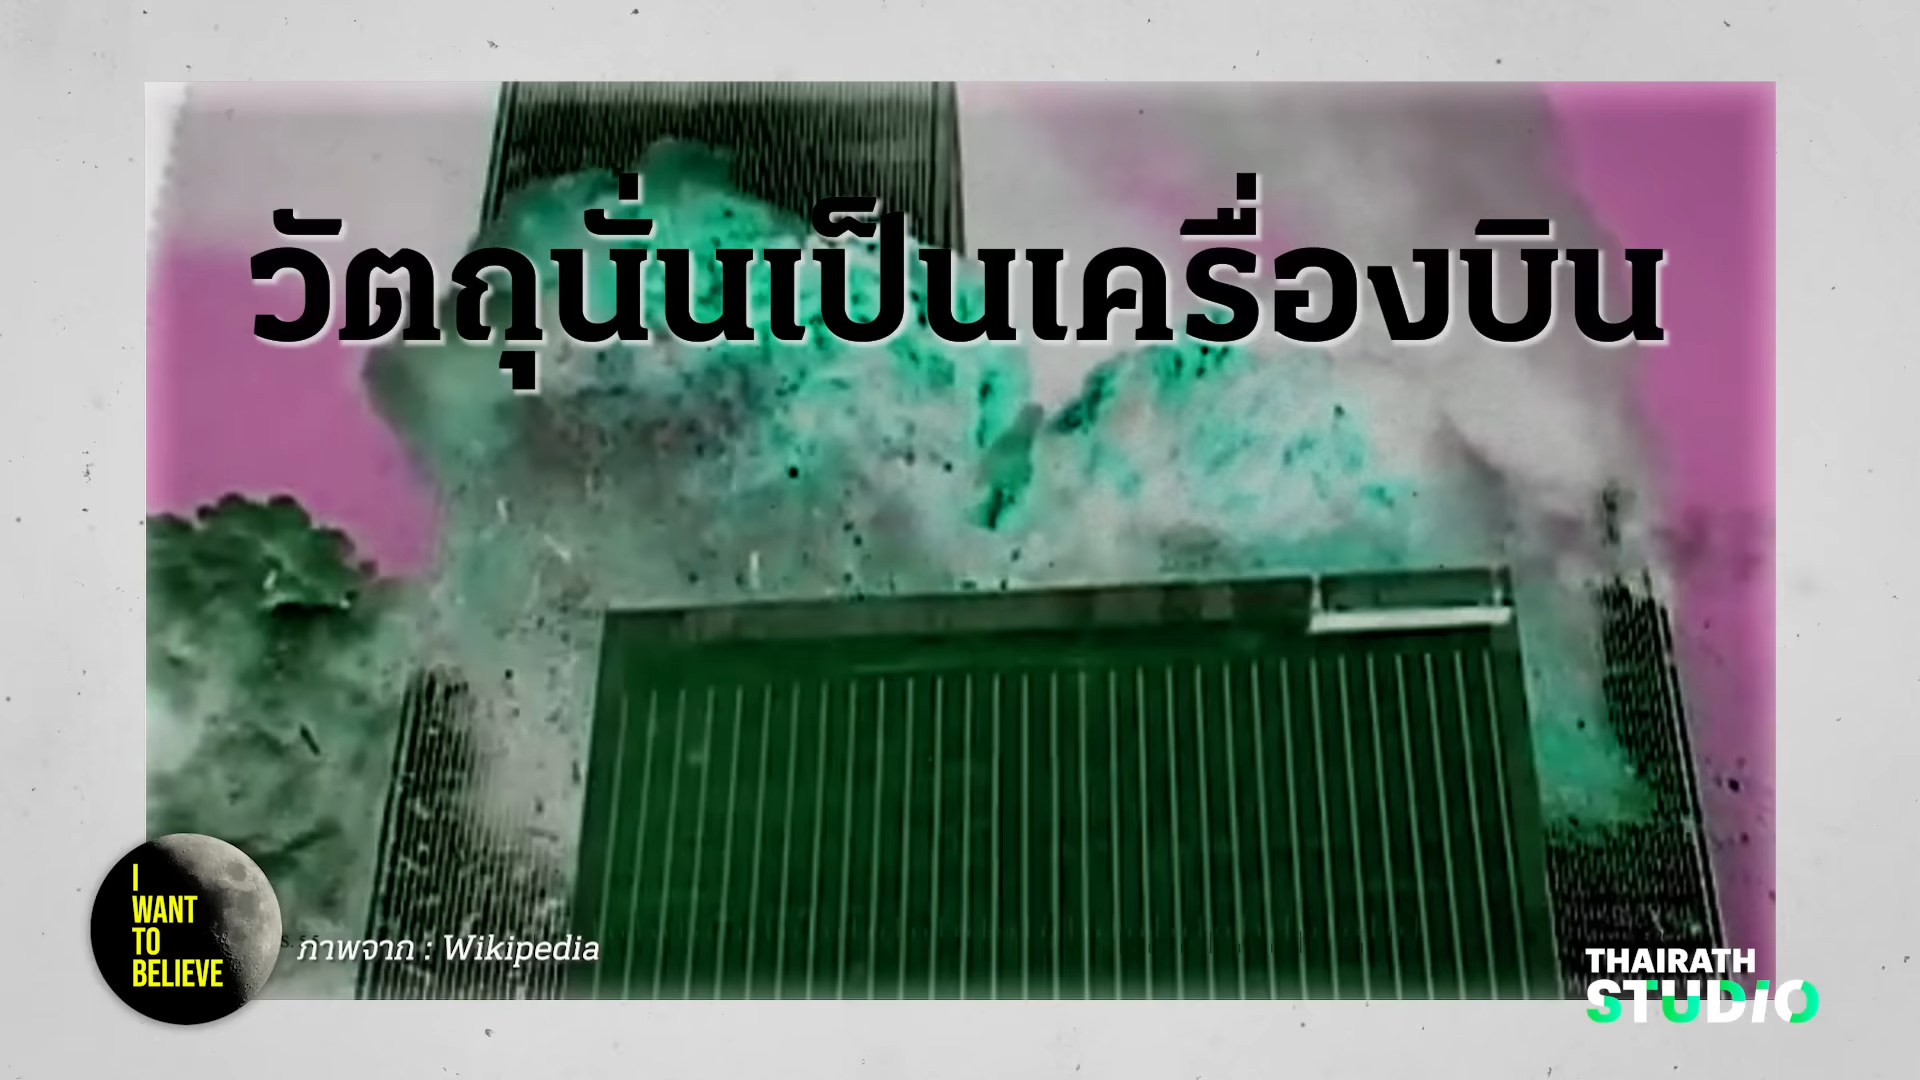 วัตถุนั่นเป็นเครื่องบิน
I
WANT
TO
BELIEVE
ภาพจาก : Wikipedia
THAIRATH
STUDIO